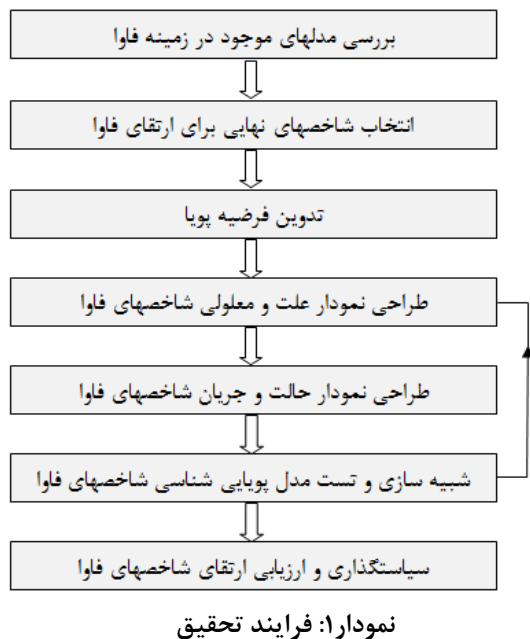 بررسی مدلهای موجود در زمینه فاوا
انتخاب شاخصهای نهایی برای ارتقای فاوا
تدوین فرضیه پویا
طراحی نمودار علت و معلولی شاخصهای فاوا
طراحی نمودار حالت و جریان شاخصهای فاوا
شبیه سازی و تست مدل پویایی شناسی شاخصهای فاوا
سیاستگذاری و ارزیابی ارتقای شاخصهای فاوا
نمودار۱: فرایند تحقیق